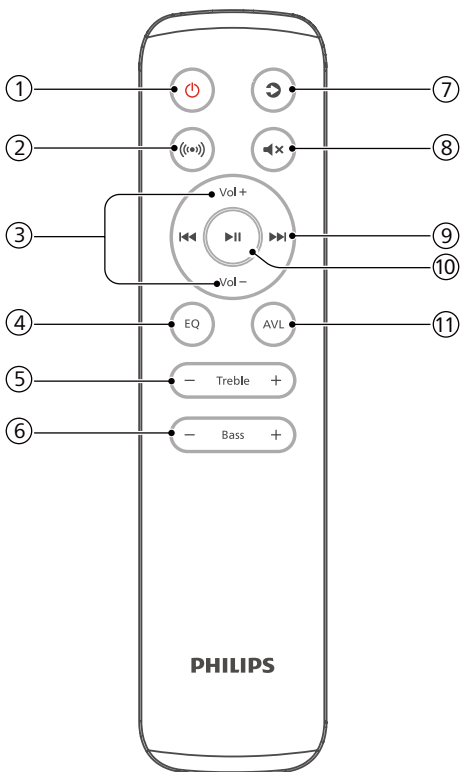 ①
⑦
②
⑧
Vol +
③
⑨
⑩
Vol −
④
EQ
AVL
⑪
⑤
− Treble +
⑥
− Bass +
PHILIPS